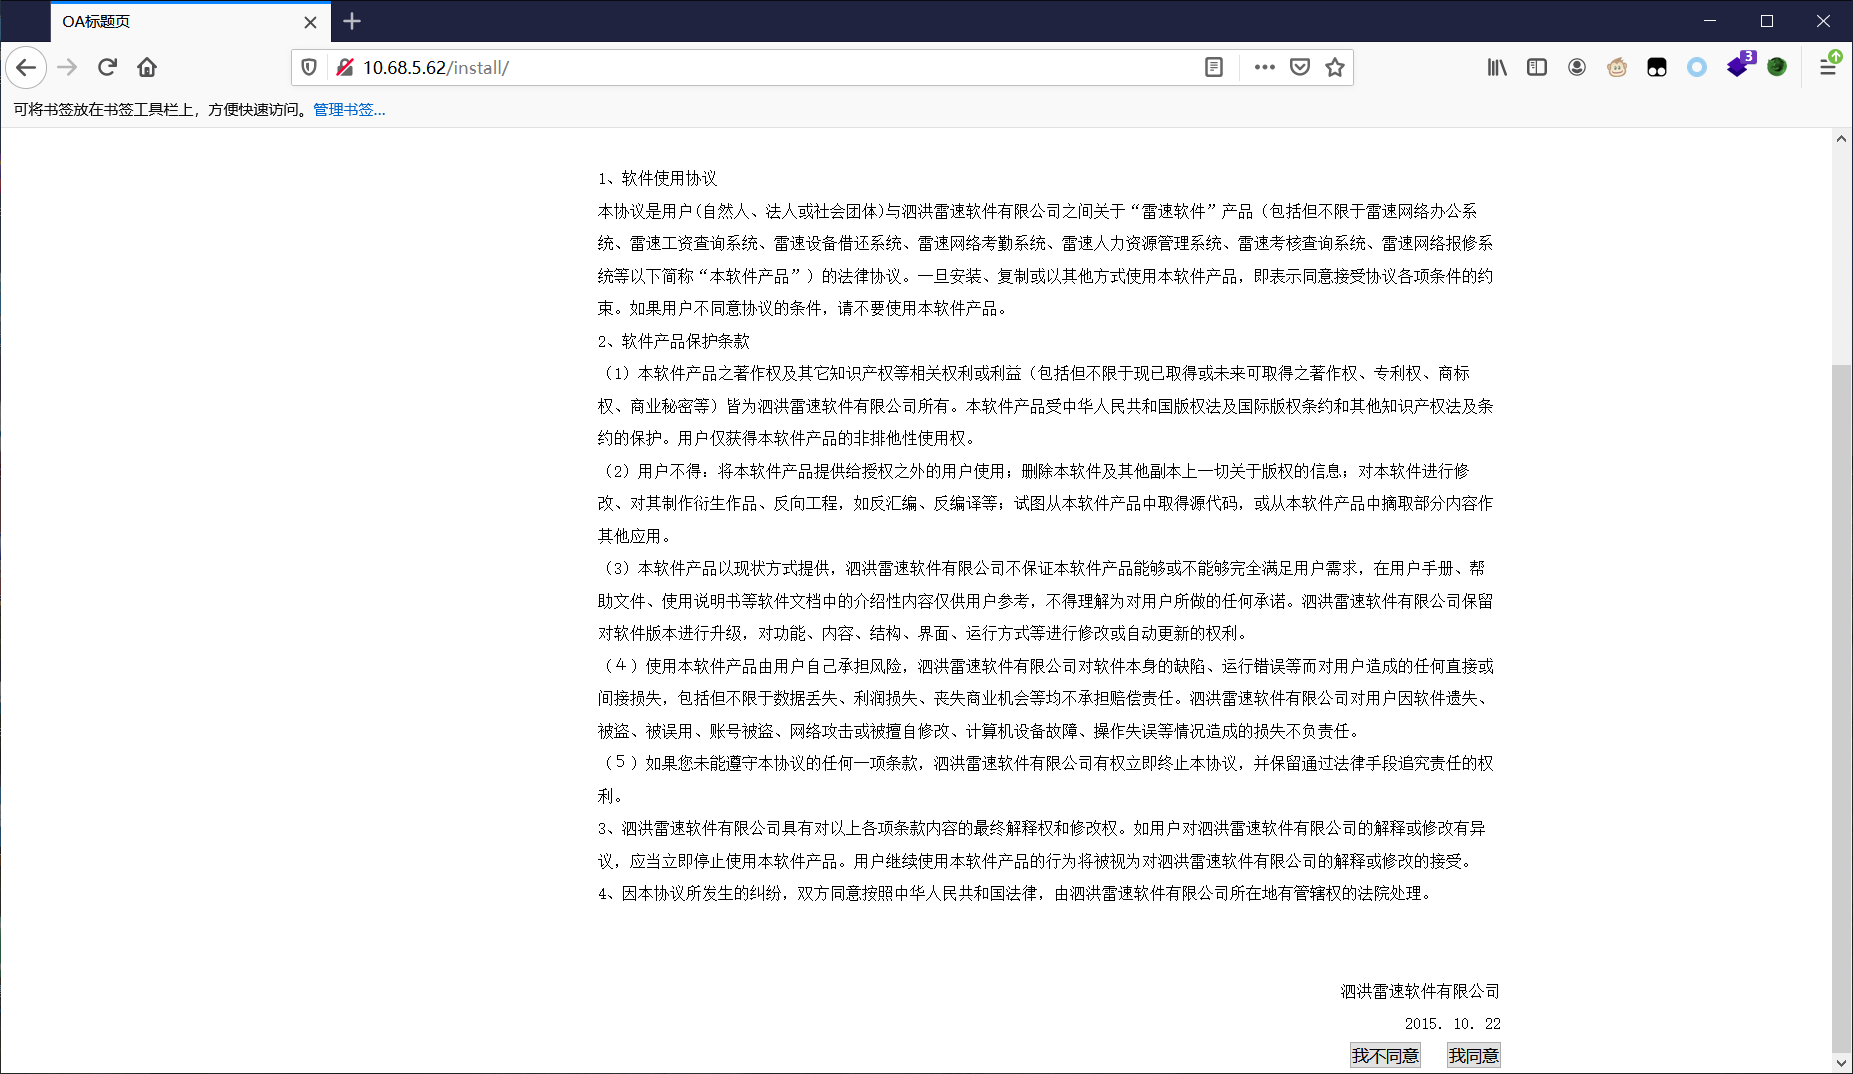 OA标题页
10.68.5.62/install/
3
可将书签放在书签工具栏上，方便快速访问。管理书签...
1、软件使用协议
本协议是用户(自然人、法人或社会团体)与泗洪雷速软件有限公司之间关于“雷速软件”产品（包括但不限于雷速网络办公系
统、雷速工资查询系统、雷速设备借还系统、雷速网络考勤系统、雷速人力资源管理系统、雷速考核查询系统、雷速网络报修系
统等以下简称“本软件产品”）的法律协议。一旦安装、复制或以其他方式使用本软件产品，即表示同意接受协议各项条件的约
束。如果用户不同意协议的条件，请不要使用本软件产品。
2、软件产品保护条款
（1）本软件产品之著作权及其它知识产权等相关权利或利益（包括但不限于现已取得或未来可取得之著作权、专利权、商标
权、商业秘密等）皆为泗洪雷速软件有限公司所有。本软件产品受中华人民共和国版权法及国际版权条约和其他知识产权法及条
约的保护。用户仅获得本软件产品的非排他性使用权。
（2）用户不得：将本软件产品提供给授权之外的用户使用；删除本软件及其他副本上一切关于版权的信息；对本软件进行修
改、对其制作衍生作品、反向工程，如反汇编、反编译等；试图从本软件产品中取得源代码，或从本软件产品中摘取部分内容作
其他应用。
（3）本软件产品以现状方式提供，泗洪雷速软件有限公司不保证本软件产品能够或不能够完全满足用户需求，在用户手册、帮
助文件、使用说明书等软件文档中的介绍性内容仅供用户参考，不得理解为对用户所做的任何承诺。泗洪雷速软件有限公司保留
对软件版本进行升级，对功能、内容、结构、界面、运行方式等进行修改或自动更新的权利。
（４）使用本软件产品由用户自己承担风险，泗洪雷速软件有限公司对软件本身的缺陷、运行错误等而对用户造成的任何直接或
间接损失，包括但不限于数据丢失、利润损失、丧失商业机会等均不承担赔偿责任。泗洪雷速软件有限公司对用户因软件遗失、
被盗、被误用、账号被盗、网络攻击或被擅自修改、计算机设备故障、操作失误等情况造成的损失不负责任。
（５）如果您未能遵守本协议的任何一项条款，泗洪雷速软件有限公司有权立即终止本协议，并保留通过法律手段追究责任的权
利。
3、泗洪雷速软件有限公司具有对以上各项条款内容的最终解释权和修改权。如用户对泗洪雷速软件有限公司的解释或修改有异
议，应当立即停止使用本软件产品。用户继续使用本软件产品的行为将被视为对泗洪雷速软件有限公司的解释或修改的接受。
4、因本协议所发生的纠纷，双方同意按照中华人民共和国法律，由泗洪雷速软件有限公司所在地有管辖权的法院处理。
泗洪雷速软件有限公司
2015. 10. 22
我不同意 我同意